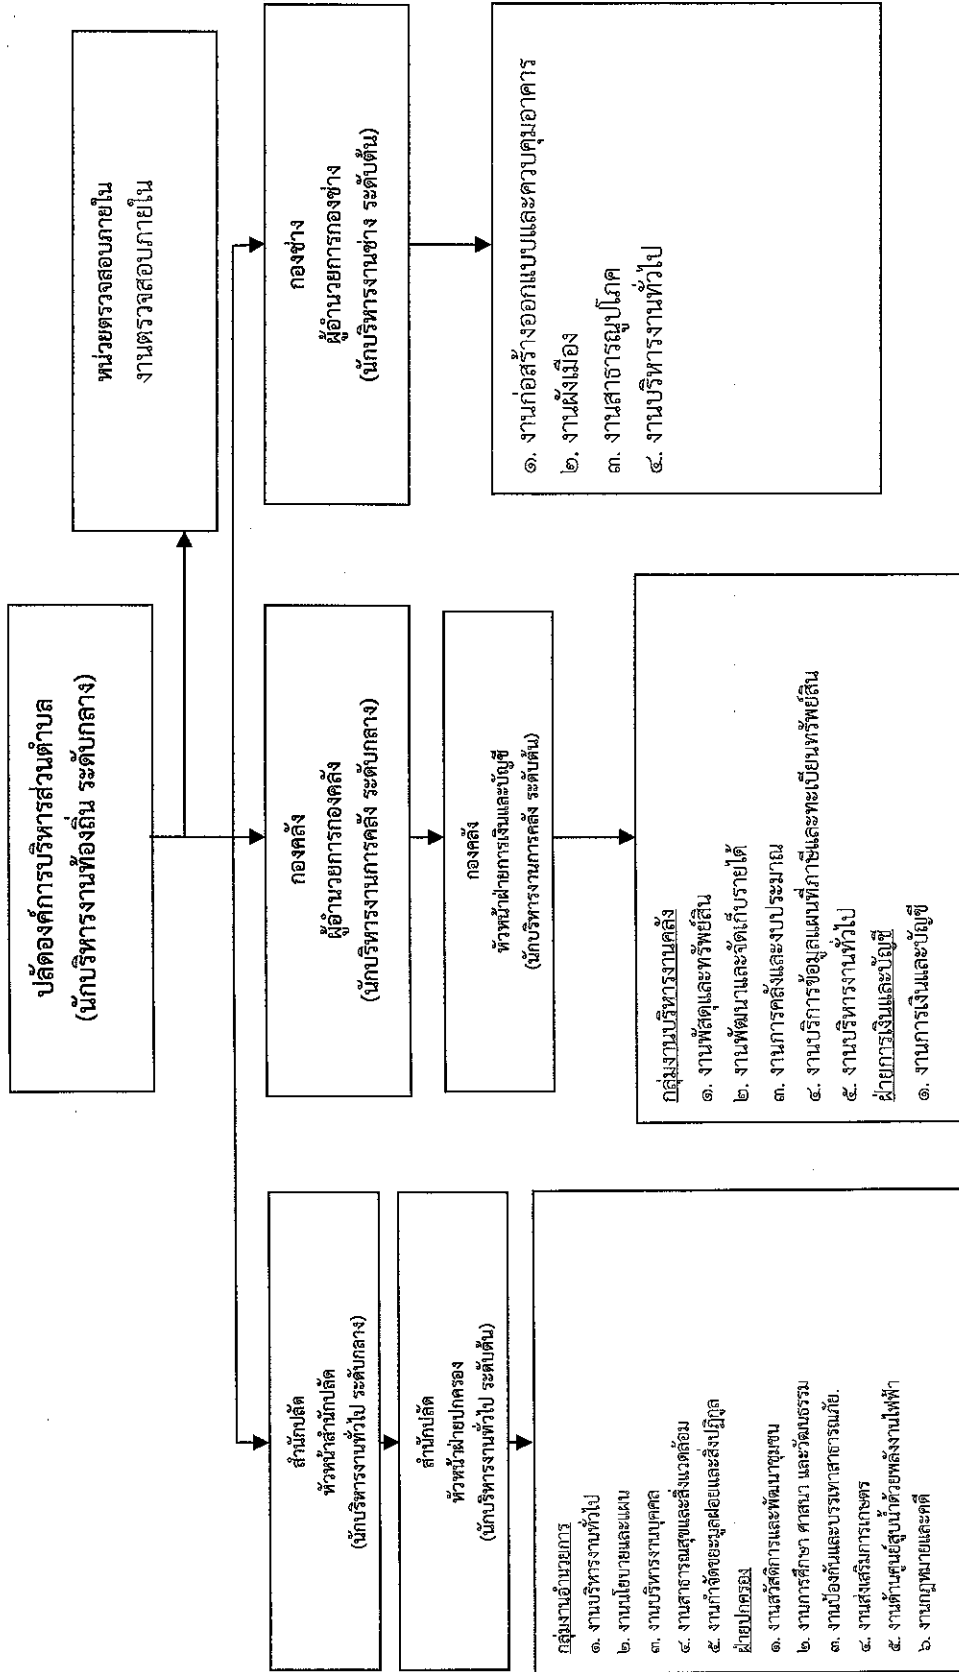 ปลัดองค์การบริหารส่วนตำบล
(นักบริหารงานท้องถิ่น ระดับกลาง)
หน่วยตรวจสอบภายใน
งานตรวจสอบภายใน
สำนักปลัด
หัวหน้าสำนักปลัด
(นักบริหารงานทั่วไป ระดับกลาง)
สำนักปลัด
หัวหน้าฝ่ายปกครอง
(นักบริหารงานทั่วไป ระดับต้น)
กลุ่มงานอำนวยการ
๑. งานบริหารงานทั่วไป
๒. งานนโยบายและแผน
๓. งานบริหารงานบุคคล
๔. งานสาธารณสุขและสิ่งแวดล้อม
๕. งานกำจัดขยะมูลฝอยและสิ่งปฏิกูล
ฝ่ายปกครอง
๑. งานสวัสดิการและพัฒนาชุมชน
๒. งานการศึกษา ศาสนา และวัฒนธรรม
๓. งานป้องกันและบรรเทาสาธารณภัย.
๔. งานส่งเสริมการเกษตร
๕. งานด้านศูนย์สูบน้ำด้วยพลังงานไฟฟ้า
๖. งานกฎหมายและคดี
กองคลัง
ผู้อำนวยการกองคลัง
(นักบริหารงานการคลัง ระดับกลาง)
กองคลัง
หัวหน้าฝ่ายการเงินและบัญชี
(นักบริหารงานการคลัง ระดับต้น)
กลุ่มงานบริหารงานคลัง
๑. งานพัสดุและทรัพย์สิน
๒. งานพัฒนาและจัดเก็บรายได้
๓. งานการคลังและงบประมาณ
๔. งานบริการข้อมูลแผนที่ภาษีและทะเบียนทรัพย์สิน
๕. งานบริหารงานทั่วไป
ฝ่ายการเงินและบัญชี
๑. งานการเงินและบัญชี
กองช่าง
ผู้อำนวยการกองช่าง
(นักบริหารงานช่าง ระดับต้น)
๑. งานก่อสร้างออกแบบและควบคุมอาคาร
๒. งานผังเมือง
๓. งานสาธารณูปโภค
๔. งานบริหารงานทั่วไป